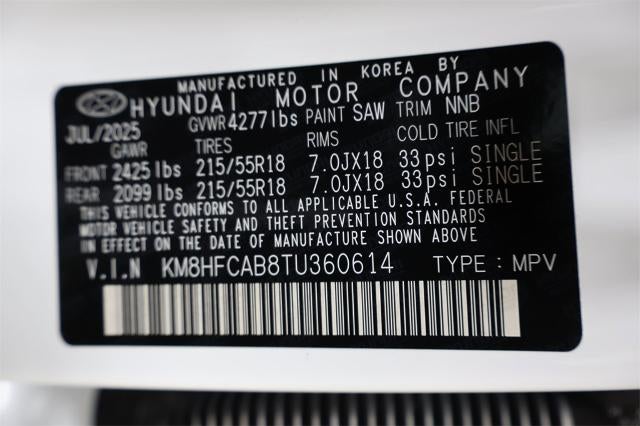 MANUFACTURED IN KOREA BY
HYUNDAI MOTOR COMPANY
JUL/2025 GVWR 4277lbs PAINT SAW TRIM NNB
GAWR TIRES RIMS COLD TIRE INFL
FRONT 2425 lbs 215/55R18 7.0JX18 33psi SINGLE
REAR 2099 lbs 215/55R18 7.0JX18 33psi SINGLE
THIS VEHICLE CONFORMS TO ALL APPLICABLE U.S.A. FEDERAL
MOTOR VEHICLE SAFETY AND THEFT PREVENTION STANDARDS
IN EFFECT ON THE DATE OF MANUFACTURE SHOWN ABOVE
V.I.N KM8HFCAB8TU360614 TYPE : MPV